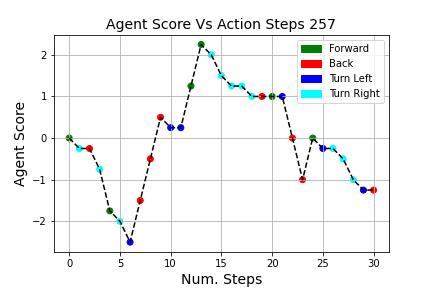 Agent Score Vs Action Steps 257
Agent Score
2
1
0
−1
−2
Forward
Back
Turn Left
Turn Right
0 5 10 15 20 25 30
Num. Steps